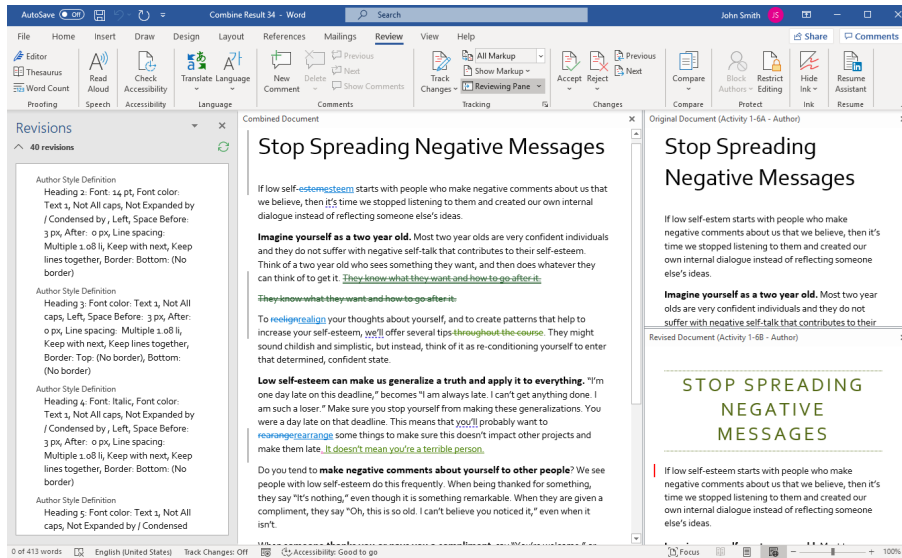 AutoSave Off Combine Result 34 - Word Search John Smith JS
File Home Insert Draw Design Layout References Mailings Review View Help Share Comments
Editor
Thesaurus
Word Count
Proofing
Read
Aloud
Speech
Check
Accessibility
Accessibility
Translate Language
Language
New
Comment
Delete
Previous
Next
Show Comments
Comments
Track
Changes
All Markup
Show Markup
Reviewing Pane
Tracking
Accept Reject
Previous
Next
Changes
Compare
Compare
Block
Authors
Restrict
Editing
Protect
Hide
Ink
Ink
Resume
Assistant
Resume
Revisions
40 revisions
Author Style Definition
Heading 2: Font: 14 pt, Font color:
Text 1, Not All caps, Not Expanded by
/ Condensed by , Left, Space Before:
3 px, After: 0 px, Line spacing:
Multiple 1.08 li, Keep with next, Keep
lines together, Border: Bottom: (No
border)
Author Style Definition
Heading 3: Font color: Text 1, Not All
caps, Left, Space Before: 3 px, After:
0 px, Line spacing: Multiple 1.08 li,
Keep with next, Keep lines together,
Border: Top: (No border), Bottom:
(No border)
Author Style Definition
Heading 4: Font: Italic, Font color:
Text 1, Not All caps, Not Expanded by
/ Condensed by , Left, Space Before:
3 px, After: 0 px, Line spacing:
Multiple 1.08 li, Keep with next, Keep
lines together, Border: Bottom: (No
border)
Author Style Definition
Heading 5: Font color: Text 1, Not All
caps, Not Expanded by / Condensed
Combined Document
Stop Spreading Negative Messages
If low self-estemesteem starts with people who make negative comments about us that
we believe, then it's time we stopped listening to them and created our own internal
dialogue instead of reflecting someone else's ideas.
Imagine yourself as a two year old. Most two year olds are very confident individuals
and they do not suffer with negative self-talk that contributes to their self-esteem.
Think of a two year old who sees something they want, and then does whatever they
can think of to get it. They know what they want and how to go after it.
They know what they want and how to go after it.
To reelignrealign your thoughts about yourself, and to create patterns that help to
increase your self-esteem, we'll offer several tips throughout the course. They might
sound childish and simplistic, but instead, think of it as re-conditioning yourself to enter
that determined, confident state.
Low self-esteem can make us generalize a truth and apply it to everything. "I'm
one day late on this deadline," becomes "I am always late. I can't get anything done. I
am such a loser." Make sure you stop yourself from making these generalizations. You
were a day late on that deadline. This means that you'll probably want to
rearangerearrange some things to make sure this doesn't impact other projects and
make them late. It doesn't mean you're a terrible person.
Do you tend to make negative comments about yourself to other people? We see
people with low self-esteem do this frequently. When being thanked for something,
they say "It's nothing," even though it is something remarkable. When they are given a
compliment, they say "Oh, this is so old. I can't believe you noticed it," even when it
isn't.
Original Document (Activity 1-6A - Author)
Stop Spreading
Negative Messages
If low self-estem starts with people who make
negative comments about us that we believe, then it's
time we stopped listening to them and created our
own internal dialogue instead of reflecting someone
else's ideas.
Imagine yourself as a two year old. Most two year
olds are very confident individuals and they do not
suffer with negative self-talk that contributes to their
Revised Document (Activity 1-6B - Author)
STOP SPREADING
NEGATIVE
MESSAGES
If low self-esteem starts with people who make
negative comments about us that we believe, then it's
time we stopped listening to them and created our
own internal dialogue instead of reflecting someone
else's ideas.
0 of 413 words English (United States) Track Changes: Off Accessibility: Good to go Focus 100%